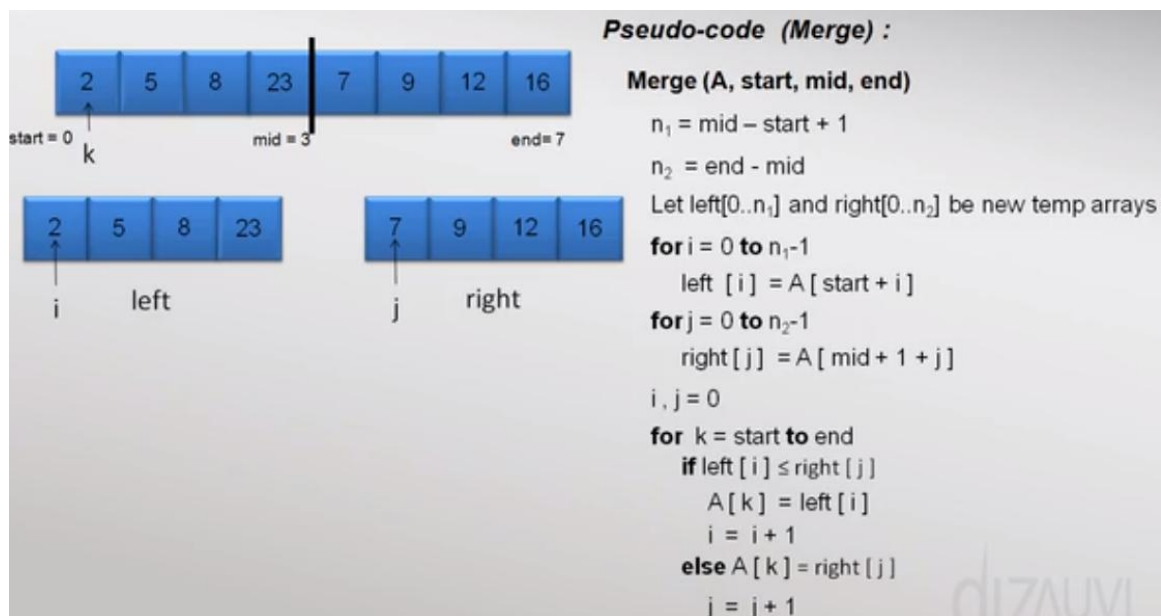 Pseudo-code (Merge) :
2 5 8 23 7 9 12 16
start = 0 mid = 3 end= 7
k
2 5 8 23
i left
7 9 12 16
j right
Merge (A, start, mid, end)
n₁ = mid – start + 1
n₂ = end - mid
Let left[0..n₁] and right[0..n₂] be new temp arrays
for i = 0 to n₁-1
left [ i ] = A [ start + i ]
for j = 0 to n₂-1
right [ j ] = A [ mid + 1 + j ]
i , j = 0
for k = start to end
if left [ i ] ≤ right [ j ]
A [ k ] = left [ i ]
i = i + 1
else A [ k ] = right [ j ]
j = j + 1